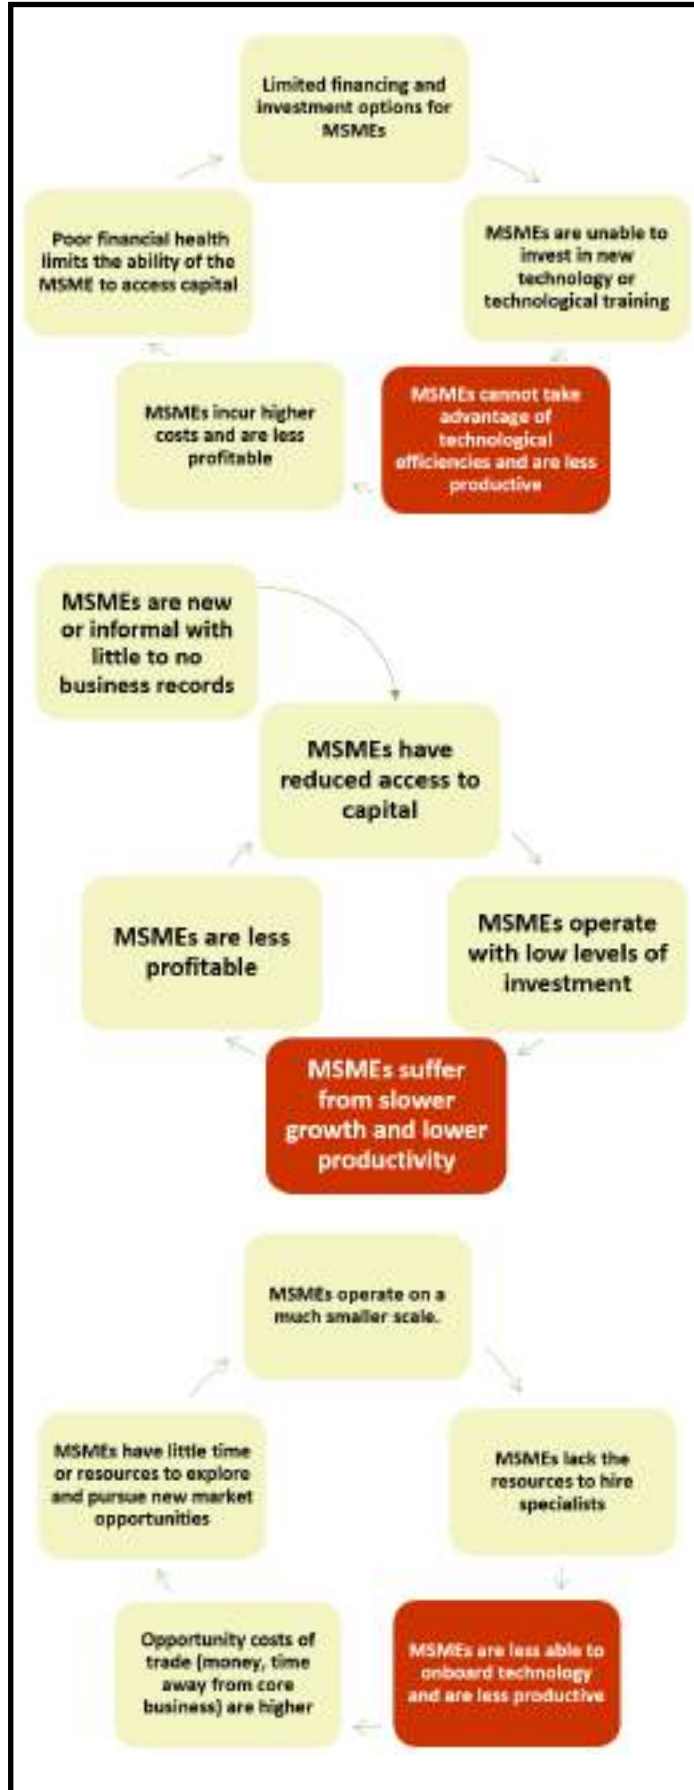 Limited financing and
investment options for
MSMEs
Poor financial health
limits the ability of the
MSME to access capital
MSMEs are unable to
invest in new
technology or
technological training
MSMEs incur higher
costs and are less
profitable
MSMEs cannot take
advantage of
technological
efficiencies and are less
productive
MSMEs are new
or informal with
little to no
business records
MSMEs have
reduced access to
capital
MSMEs are less
profitable
MSMEs operate
with low levels of
investment
MSMEs suffer
from slower
growth and lower
productivity
MSMEs operate on a
much smaller scale.
MSMEs have little time
or resources to explore
and pursue new market
opportunities
MSMEs lack the
resources to hire
specialists
Opportunity costs of
trade (money, time
away from core
business) are higher
MSMEs are less able to
onboard technology
and are less productive